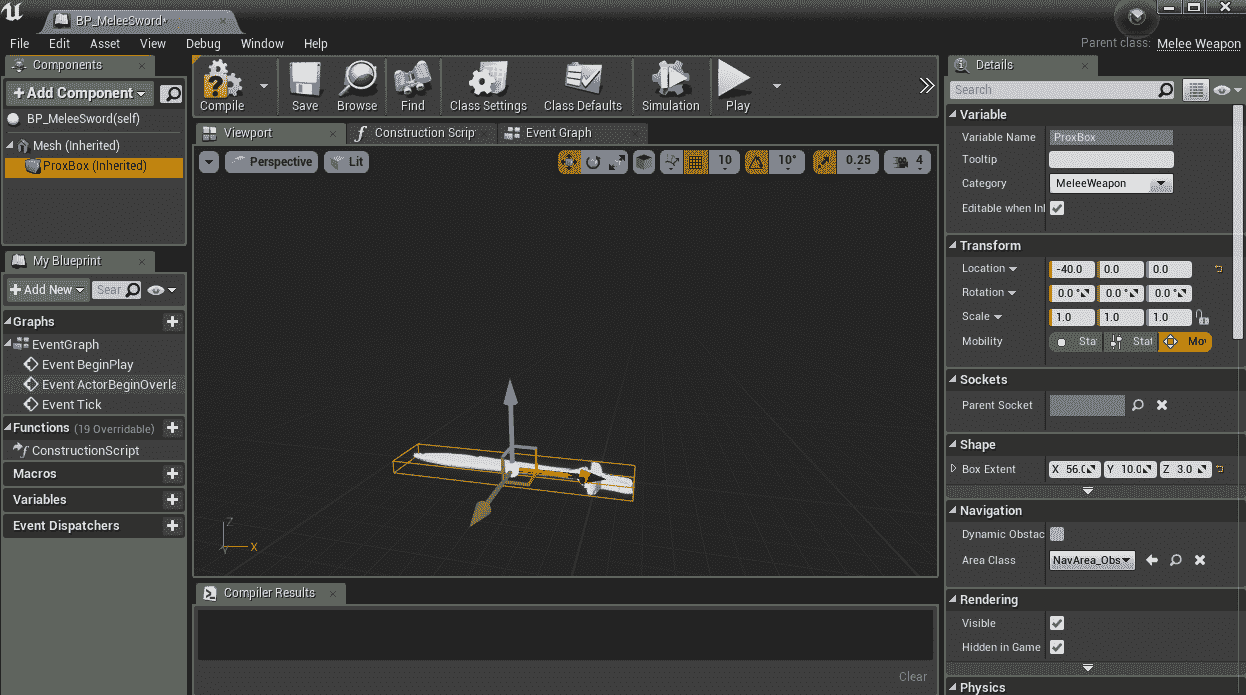 BP_MeleeSword*
File Edit Asset View Debug Window Help
Parent class: Melee Weapon
Components
+Add Component
BP_MeleeSword(self)
Mesh (Inherited)
ProxBox (Inherited)
My Blueprint
+Add New Sear
Graphs
EventGraph
Event BeginPlay
Event ActorBeginOverla
Event Tick
Functions (19 Overridable)
ConstructionScript
Macros
Variables
Event Dispatchers
Compile Save Browse Find Class Settings Class Defaults Simulation Play
Viewport Construction Scrip Event Graph
Perspective Lit 10 10° 0.25 4
Z
X
Compiler Results
Clear
Details
Search
Variable
Variable Name ProxBox
Tooltip
Category MeleeWeapon
Editable when Inl
Transform
Location -40.0 0.0 0.0
Rotation 0.0 ° 0.0 ° 0.0 °
Scale 1.0 1.0 1.0
Mobility Sta Stat Mov
Sockets
Parent Socket
Shape
Box Extent X 56.0 Y 10.0 Z 3.0
Navigation
Dynamic Obstac
Area Class NavArea_Obs
Rendering
Visible
Hidden in Game
Physics